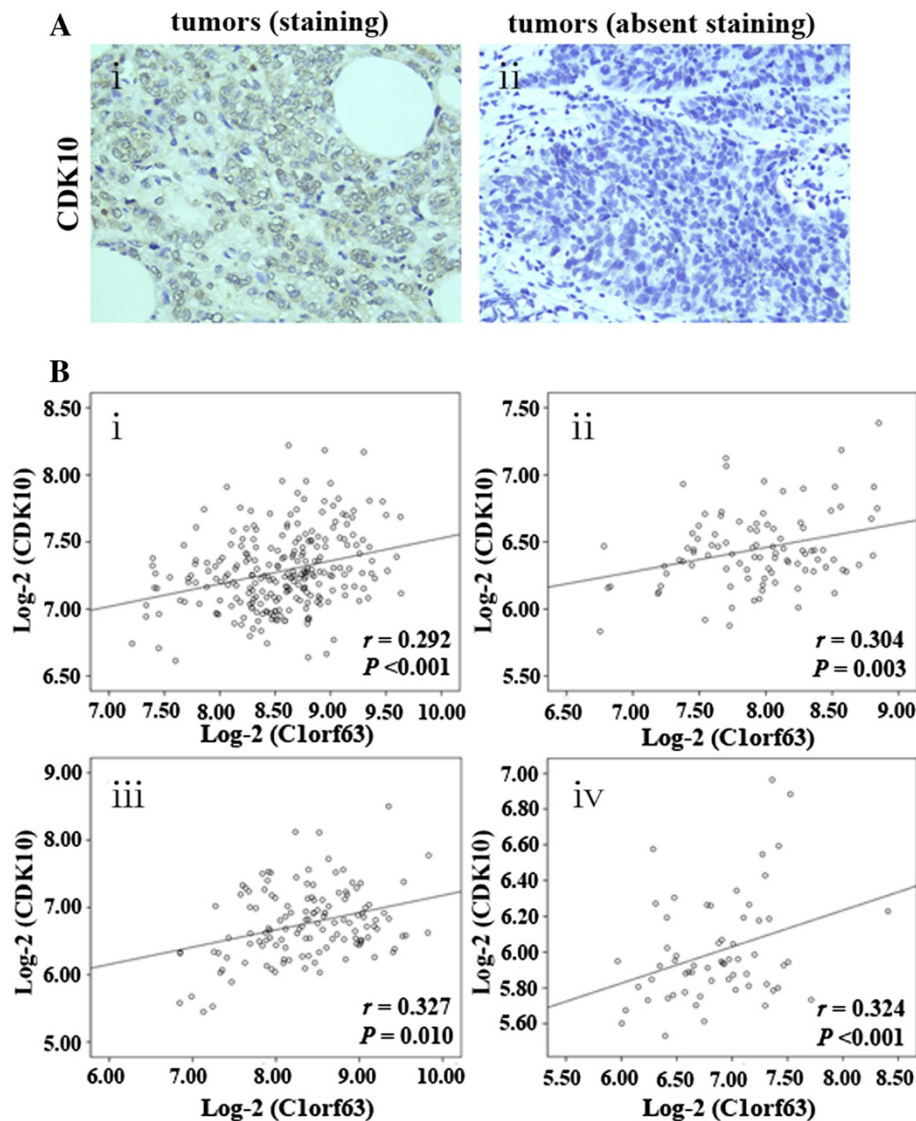 A
tumors (staining)
tumors (absent staining)
CDK10
i
ii
B
i
8.50
8.00
7.50
7.00
6.50
Log-2 (CDK10)
r = 0.292
P <0.001
7.00 7.50 8.00 8.50 9.00 9.50 10.00
Log-2 (C1orf63)
ii
7.50
7.00
6.50
6.00
5.50
Log-2 (CDK10)
r = 0.304
P = 0.003
6.50 7.00 7.50 8.00 8.50 9.00
Log-2 (C1orf63)
iii
9.00
8.00
7.00
6.00
5.00
Log-2 (CDK10)
r = 0.327
P = 0.010
6.00 7.00 8.00 9.00 10.00
Log-2 (C1orf63)
iv
7.00
6.80
6.60
6.40
6.20
6.00
5.80
5.60
Log-2 (CDK10)
r = 0.324
P <0.001
5.50 6.00 6.50 7.00 7.50 8.00 8.50
Log-2 (C1orf63)